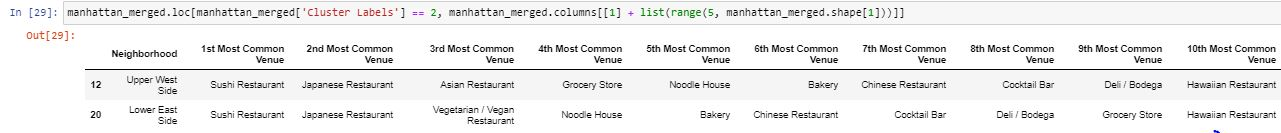 In [29]: manhattan_merged.loc[manhattan_merged['Cluster Labels'] == 2, manhattan_merged.columns[[1] + list(range(5, manhattan_merged.shape[1]))]]
Out[29]:
Neighborhood 1st Most Common Venue 2nd Most Common Venue 3rd Most Common Venue 4th Most Common Venue 5th Most Common Venue 6th Most Common Venue 7th Most Common Venue 8th Most Common Venue 9th Most Common Venue 10th Most Common Venue
12 Upper West Side Sushi Restaurant Japanese Restaurant Asian Restaurant Grocery Store Noodle House Bakery Chinese Restaurant Cocktail Bar Deli / Bodega Hawaiian Restaurant
20 Lower East Side Sushi Restaurant Japanese Restaurant Vegetarian / Vegan Restaurant Noodle House Bakery Chinese Restaurant Cocktail Bar Deli / Bodega Grocery Store Hawaiian Restaurant